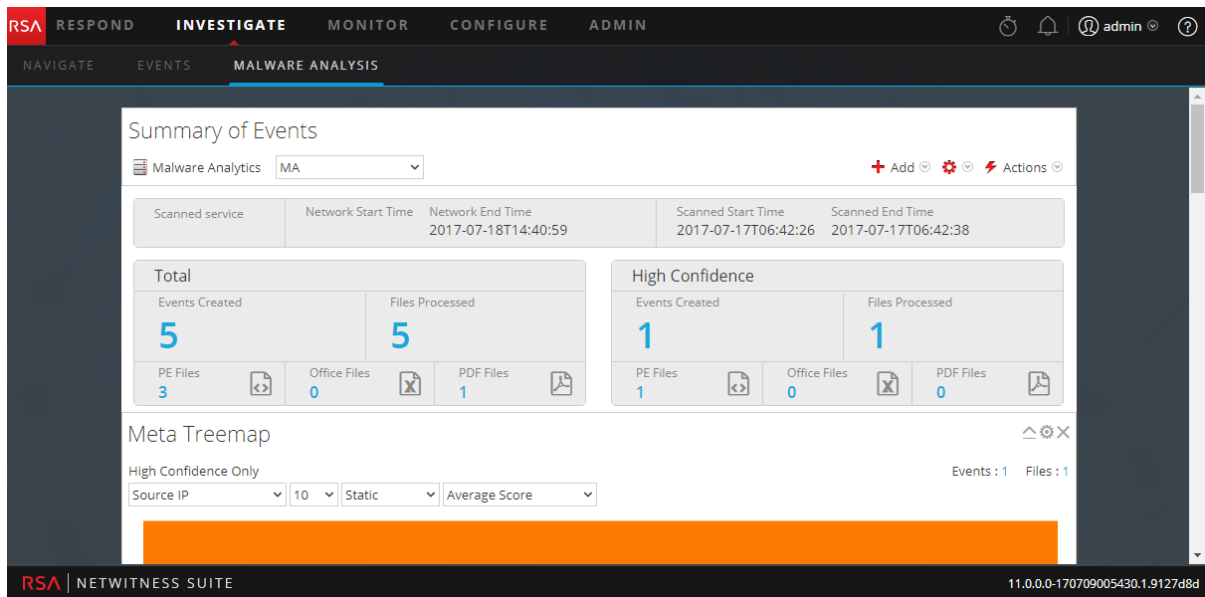 RSA RESPOND INVESTIGATE MONITOR CONFIGURE ADMIN admin ?
NAVIGATE EVENTS MALWARE ANALYSIS
Summary of Events
Malware Analytics MA Add Actions
Scanned service Network Start Time Network End Time Scanned Start Time Scanned End Time
2017-07-18T14:40:59 2017-07-17T06:42:26 2017-07-17T06:42:38
Total
Events Created Files Processed
5 5
PE Files Office Files PDF Files
3 0 1
High Confidence
Events Created Files Processed
1 1
PE Files Office Files PDF Files
1 0 0
Meta Treemap
High Confidence Only Events : 1 Files : 1
Source IP 10 Static Average Score
RSA NETWITNESS SUITE 11.0.0.0-170709005430.1.9127d8d